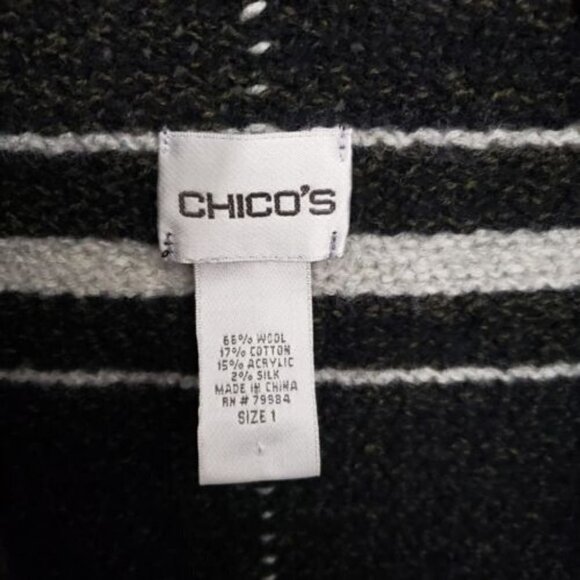 CHICO'S
66% WOOL
17% COTTON
15% ACRYLIC
2% SILK
MADE IN CHINA
RN # 79984
SIZE 1